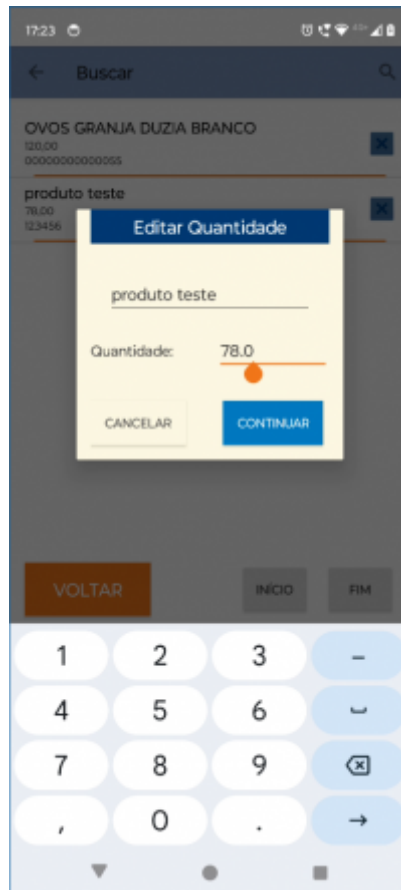 17:23
Buscar
OVOS GRANJA DUZIA BRANCO
120,00
00000000000055
produto teste
78,00
123456
Editar Quantidade
produto teste
Quantidade: 78.0
CANCELAR CONTINUAR
VOLTAR INÍCIO FIM
1 2 3 –
4 5 6
7 8 9
, 0 .